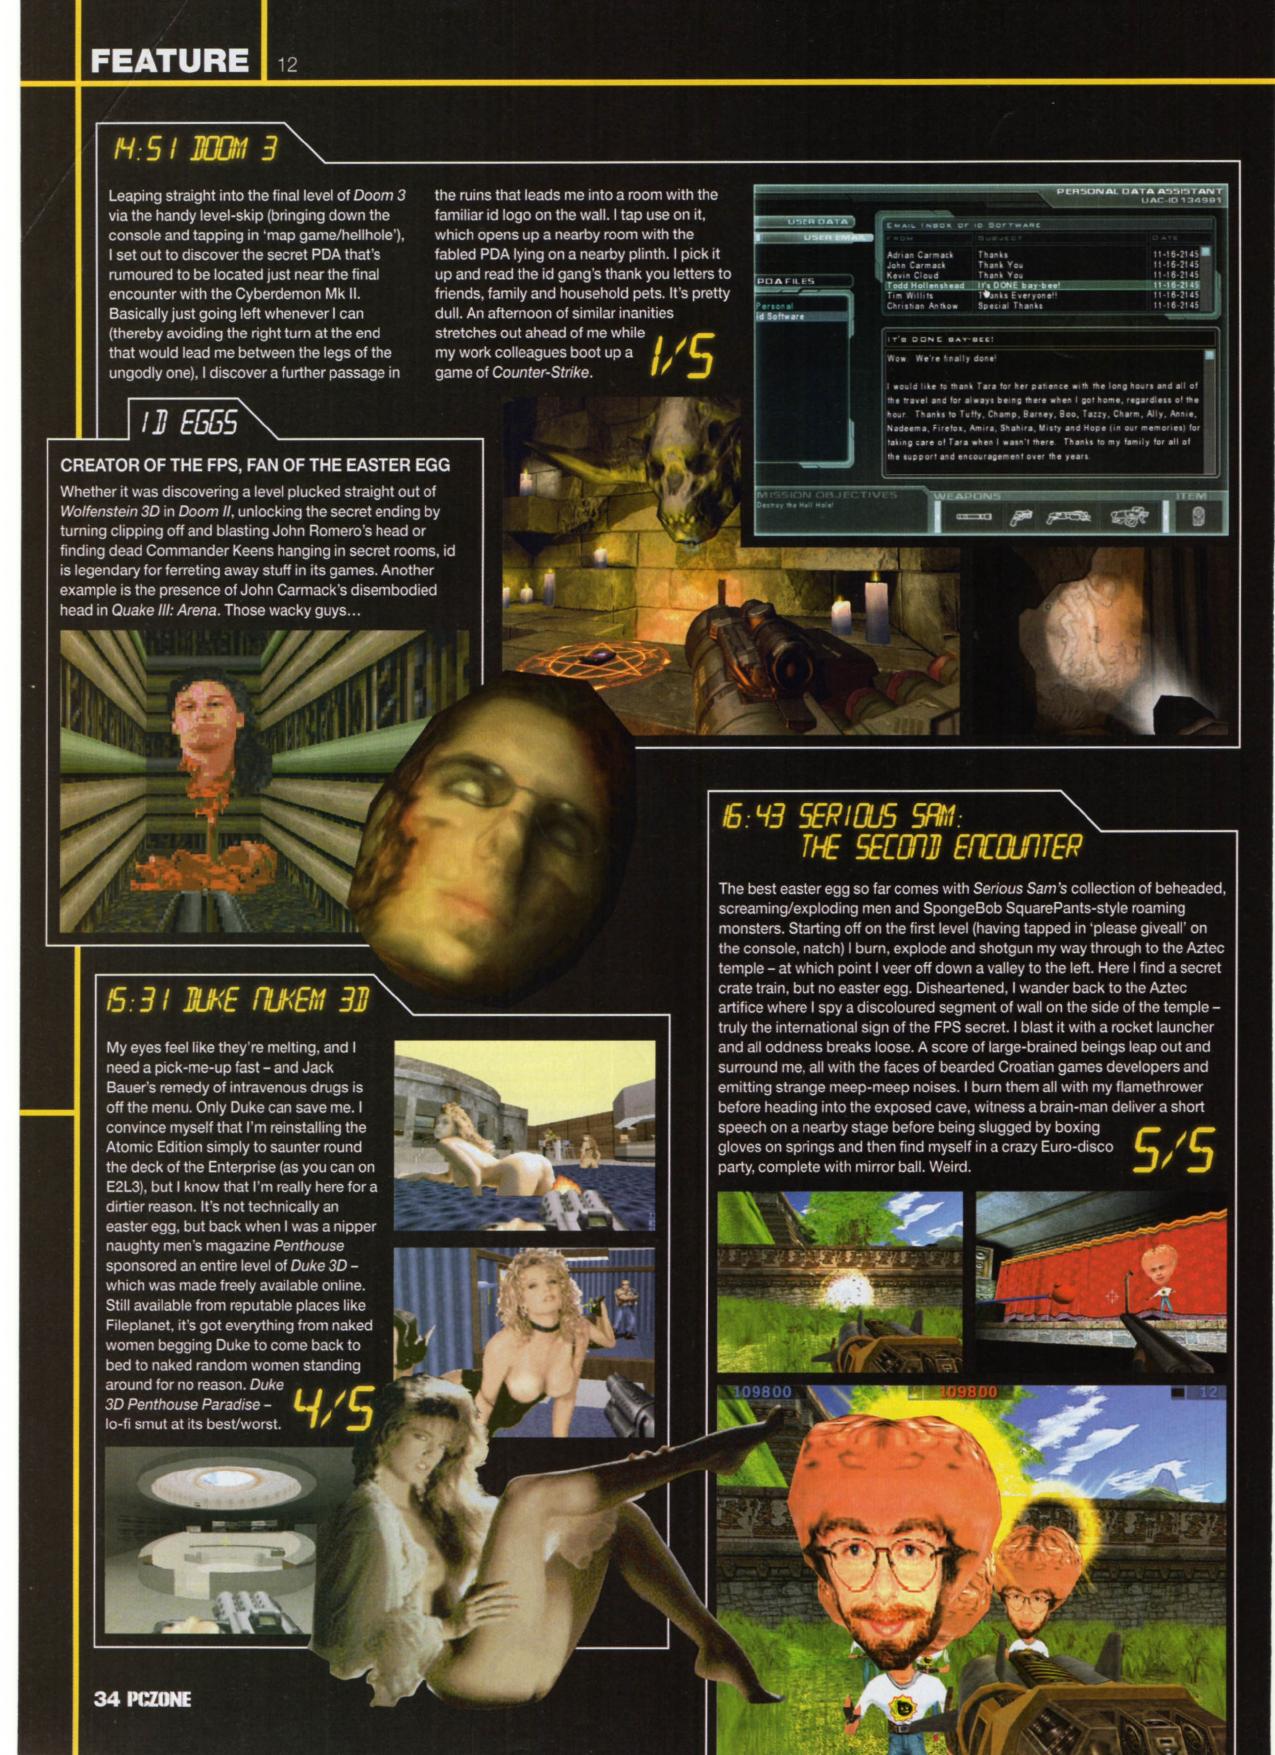 FEATURE
12
14:51 DOOM 3
Leaping straight into the final level of Doom 3
via the handy level-skip (bringing down the
console and tapping in 'map game/hellhole'),
I set out to discover the secret PDA that's
rumoured to be located just near the final
encounter with the Cyberdemon Mk II.
Basically just going left whenever I can
(thereby avoiding the right turn at the end
that would lead me between the legs of the
ungodly one), I discover a further passage in
the ruins that leads me into a room with the
familiar id logo on the wall. I tap use on it,
which opens up a nearby room with the
fabled PDA lying on a nearby plinth. I pick it
up and read the id gang's thank you letters to
friends, family and household pets. It's pretty
dull. An afternoon of similar inanities
stretches out ahead of me while
my work colleagues boot up a
game of Counter-Strike.
1/5
PERSONAL DATA ASSISTANT
UAC-ID 134981
USER DATA
USER EMAIL
PDA FILES
Personal
id Software
EMAIL INBOX OF ID SOFTWARE
FROM SUBJECT DATE
Adrian Carmack Thanks 11-16-2145
John Carmack Thank You 11-16-2145
Kevin Cloud Thank You 11-16-2145
Todd Hollenshead It's DONE bay-bee! 11-16-2145
Tim Willits Thanks Everyone!! 11-16-2145
Christian Antkow Special Thanks 11-16-2145
IT'S DONE BAY-BEE!
Wow. We're finally done!
I would like to thank Tara for her patience with the long hours and all of
the travel and for always being there when I got home, regardless of the
hour. Thanks to Tuffy, Champ, Barney, Boo, Tazzy, Charm, Ally, Annie,
Nadeema, Firefox, Amira, Shahira, Misty and Hope (in our memories) for
taking care of Tara when I wasn't there. Thanks to my family for all of
the support and encouragement over the years.
MISSION OBJECTIVES
Destroy the Hell Hole!
WEAPONS
ITEM
ID EGGS
CREATOR OF THE FPS, FAN OF THE EASTER EGG
Whether it was discovering a level plucked straight out of
Wolfenstein 3D in Doom II, unlocking the secret ending by
turning clipping off and blasting John Romero's head or
finding dead Commander Keens hanging in secret rooms, id
is legendary for ferreting away stuff in its games. Another
example is the presence of John Carmack's disembodied
head in Quake III: Arena. Those wacky guys...
15:31 DUKE NUKEM 3D
My eyes feel like they're melting, and I
need a pick-me-up fast – and Jack
Bauer's remedy of intravenous drugs is
off the menu. Only Duke can save me. I
convince myself that I'm reinstalling the
Atomic Edition simply to saunter round
the deck of the Enterprise (as you can on
E2L3), but I know that I'm really here for a
dirtier reason. It's not technically an
easter egg, but back when I was a nipper
naughty men's magazine Penthouse
sponsored an entire level of Duke 3D –
which was made freely available online.
Still available from reputable places like
Fileplanet, it's got everything from naked
women begging Duke to come back to
bed to naked random women standing
around for no reason. Duke
3D Penthouse Paradise –
lo-fi smut at its best/worst.
4/5
16:43 SERIOUS SAM:
THE SECOND ENCOUNTER
The best easter egg so far comes with Serious Sam's collection of beheaded,
screaming/exploding men and SpongeBob SquarePants-style roaming
monsters. Starting off on the first level (having tapped in 'please giveall' on
the console, natch) I burn, explode and shotgun my way through to the Aztec
temple – at which point I veer off down a valley to the left. Here I find a secret
crate train, but no easter egg. Disheartened, I wander back to the Aztec
artifice where I spy a discoloured segment of wall on the side of the temple –
truly the international sign of the FPS secret. I blast it with a rocket launcher
and all oddness breaks loose. A score of large-brained beings leap out and
surround me, all with the faces of bearded Croatian games developers and
emitting strange meep-meep noises. I burn them all with my flamethrower
before heading into the exposed cave, witness a brain-man deliver a short
speech on a nearby stage before being slugged by boxing
gloves on springs and then find myself in a crazy Euro-disco
party, complete with mirror ball. Weird.
5/5
109800
109800
12
34 PCZONE